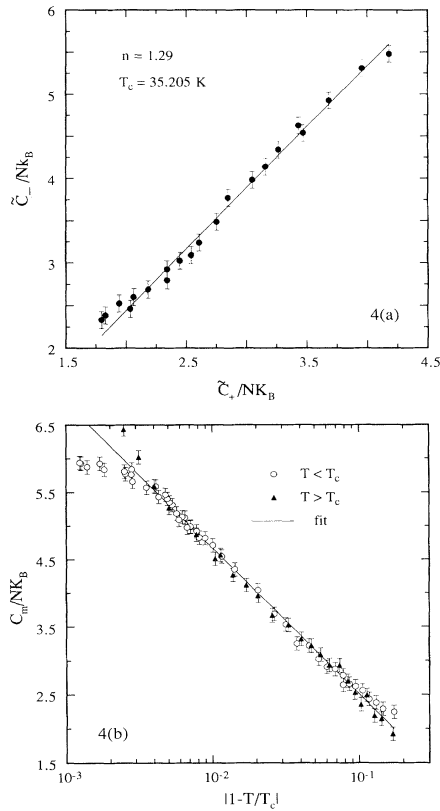 6
5
4
3
2
C̃₋/Nk_B
n = 1.29
T_c = 35.205 K
4(a)
1.5
2.5
3.5
4.5
C̃₊/NK_B
6.5
5.5
4.5
3.5
2.5
1.5
C_m/NK_B
T < T_c
T > T_c
fit
4(b)
10⁻³
10⁻²
10⁻¹
|1-T/T_c|